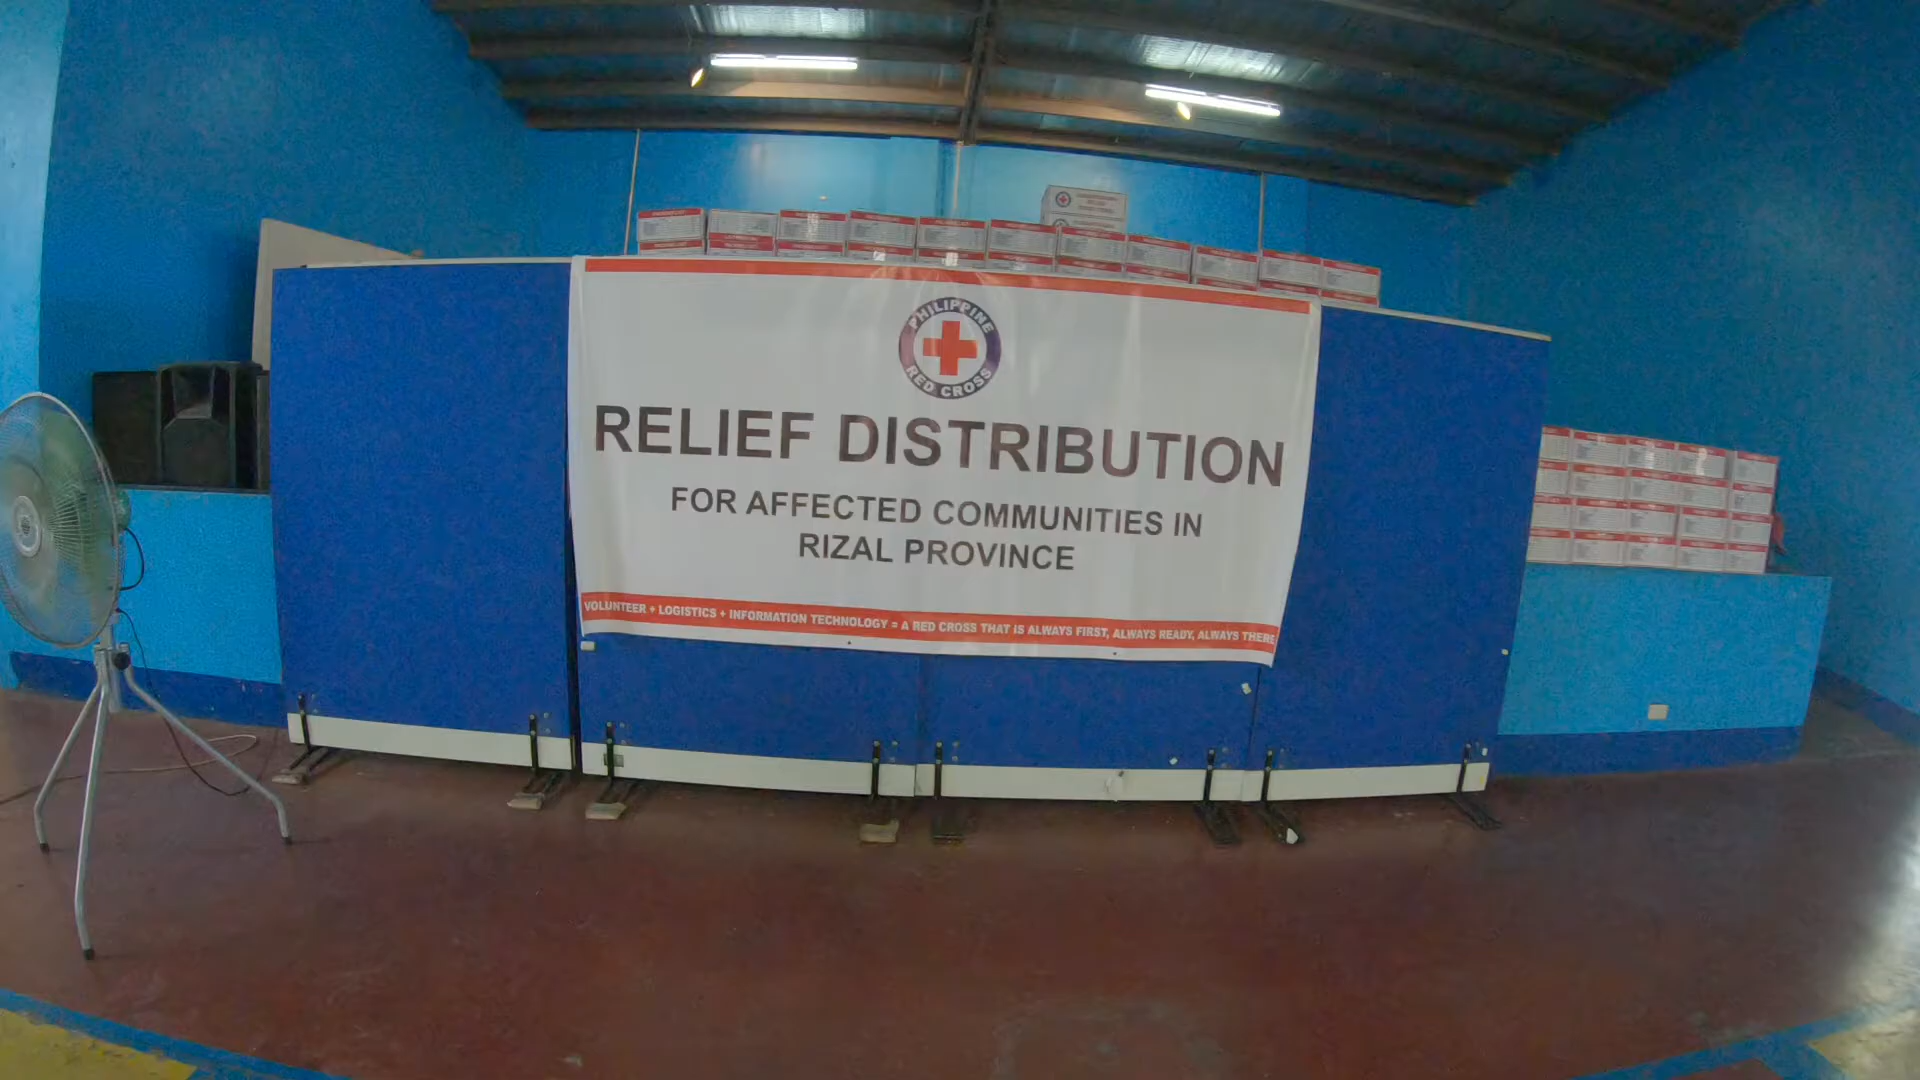 PHILIPPINE
RED CROSS
RELIEF DISTRIBUTION
FOR AFFECTED COMMUNITIES IN
RIZAL PROVINCE
VOLUNTEER + LOGISTICS + INFORMATION TECHNOLOGY = A RED CROSS THAT IS ALWAYS FIRST, ALWAYS READY, ALWAYS THERE